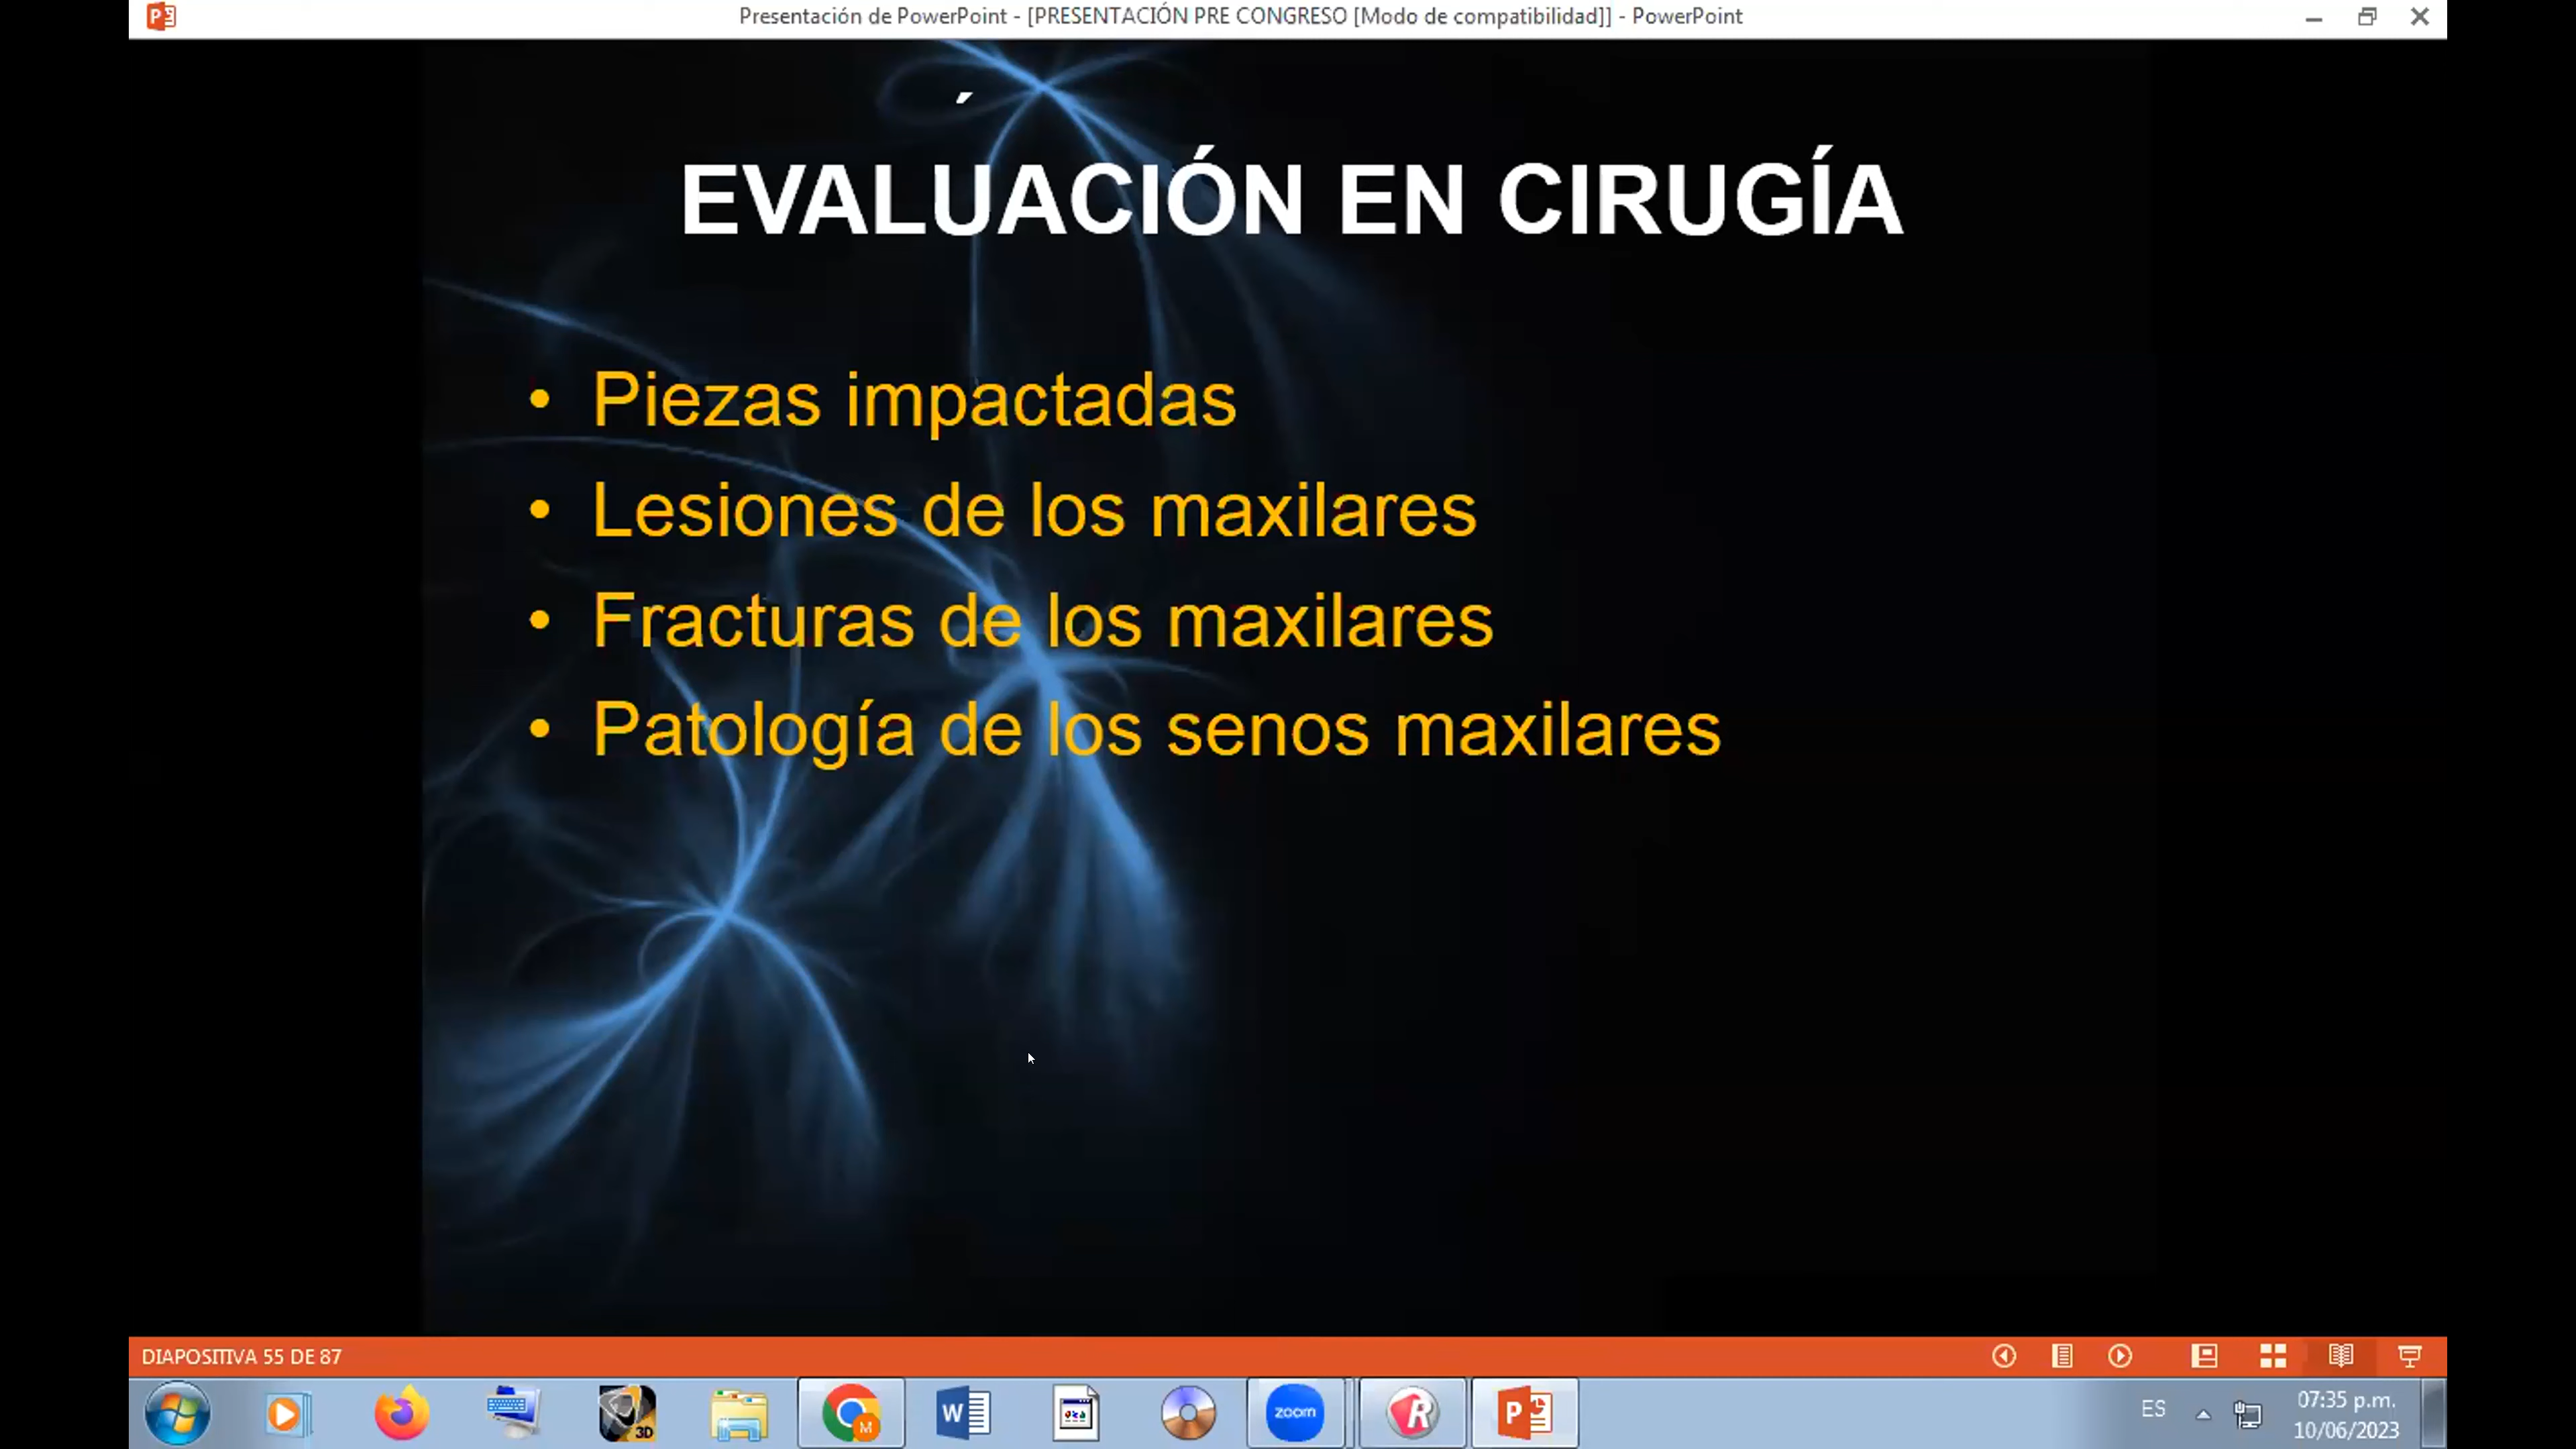 Presentación de PowerPoint - [PRESENTACIÓN PRE CONGRESO [Modo de compatibilidad]] - PowerPoint
EVALUACIÓN EN CIRUGÍA
• Piezas impactadas
• Lesiones de los maxilares
• Fracturas de los maxilares
• Patología de los senos maxilares
DIAPOSITIVA 55 DE 87
3D
M
W
zoom
R
P
ES
07:35 p.m.
10/06/2023